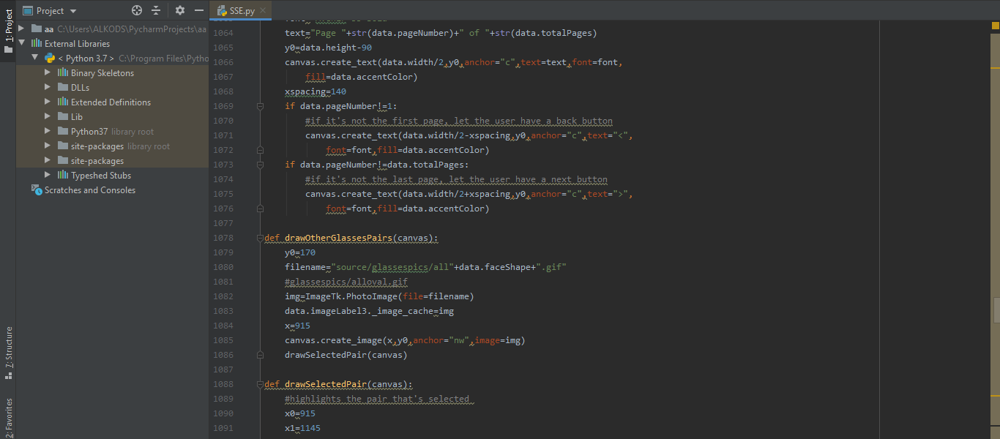 1: Project
7: Structure
2: Favorites
Project
aa C:\Users\ALKODS\PycharmProjects\aa
External Libraries
< Python 3.7 > C:\Program Files\Pytho
Binary Skeletons
DLLs
Extended Definitions
Lib
Python37 library root
site-packages library root
site-packages
Typeshed Stubs
Scratches and Consoles
SSE.py
1064 text="Page "+str(data.pageNumber)+" of "+str(data.totalPages)
1065 y0=data.height-90
1066 canvas.create_text(data.width/2,y0,anchor="c",text=text,font=font,
1067 fill=data.accentColor)
1068 xspacing=140
1069 if data.pageNumber!=1:
1070 #if it's not the first page, let the user have a back button
1071 canvas.create_text(data.width/2-xspacing,y0,anchor="c",text="<",
1072 font=font,fill=data.accentColor)
1073 if data.pageNumber!=data.totalPages:
1074 #if it's not the last page, let the user have a next button
1075 canvas.create_text(data.width/2+xspacing,y0,anchor="c",text=">",
1076 font=font,fill=data.accentColor)
1077
1078 def drawOtherGlassesPairs(canvas):
1079 y0=170
1080 filename="source/glassespics/all"+data.faceShape+".gif"
1081 #glassespics/alloval.gif
1082 img=ImageTk.PhotoImage(file=filename)
1083 data.imageLabel3._image_cache=img
1084 x=915
1085 canvas.create_image(x,y0,anchor="nw",image=img)
1086 drawSelectedPair(canvas)
1087
1088 def drawSelectedPair(canvas):
1089 #highlights the pair that's selected
1090 x0=915
1091 x1=1145